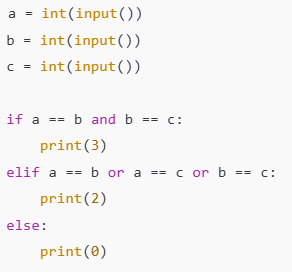 a = int(input())
b = int(input())
c = int(input())

if a == b and b == c:
    print(3)
elif a == b or a == c or b == c:
    print(2)
else:
    print(0)